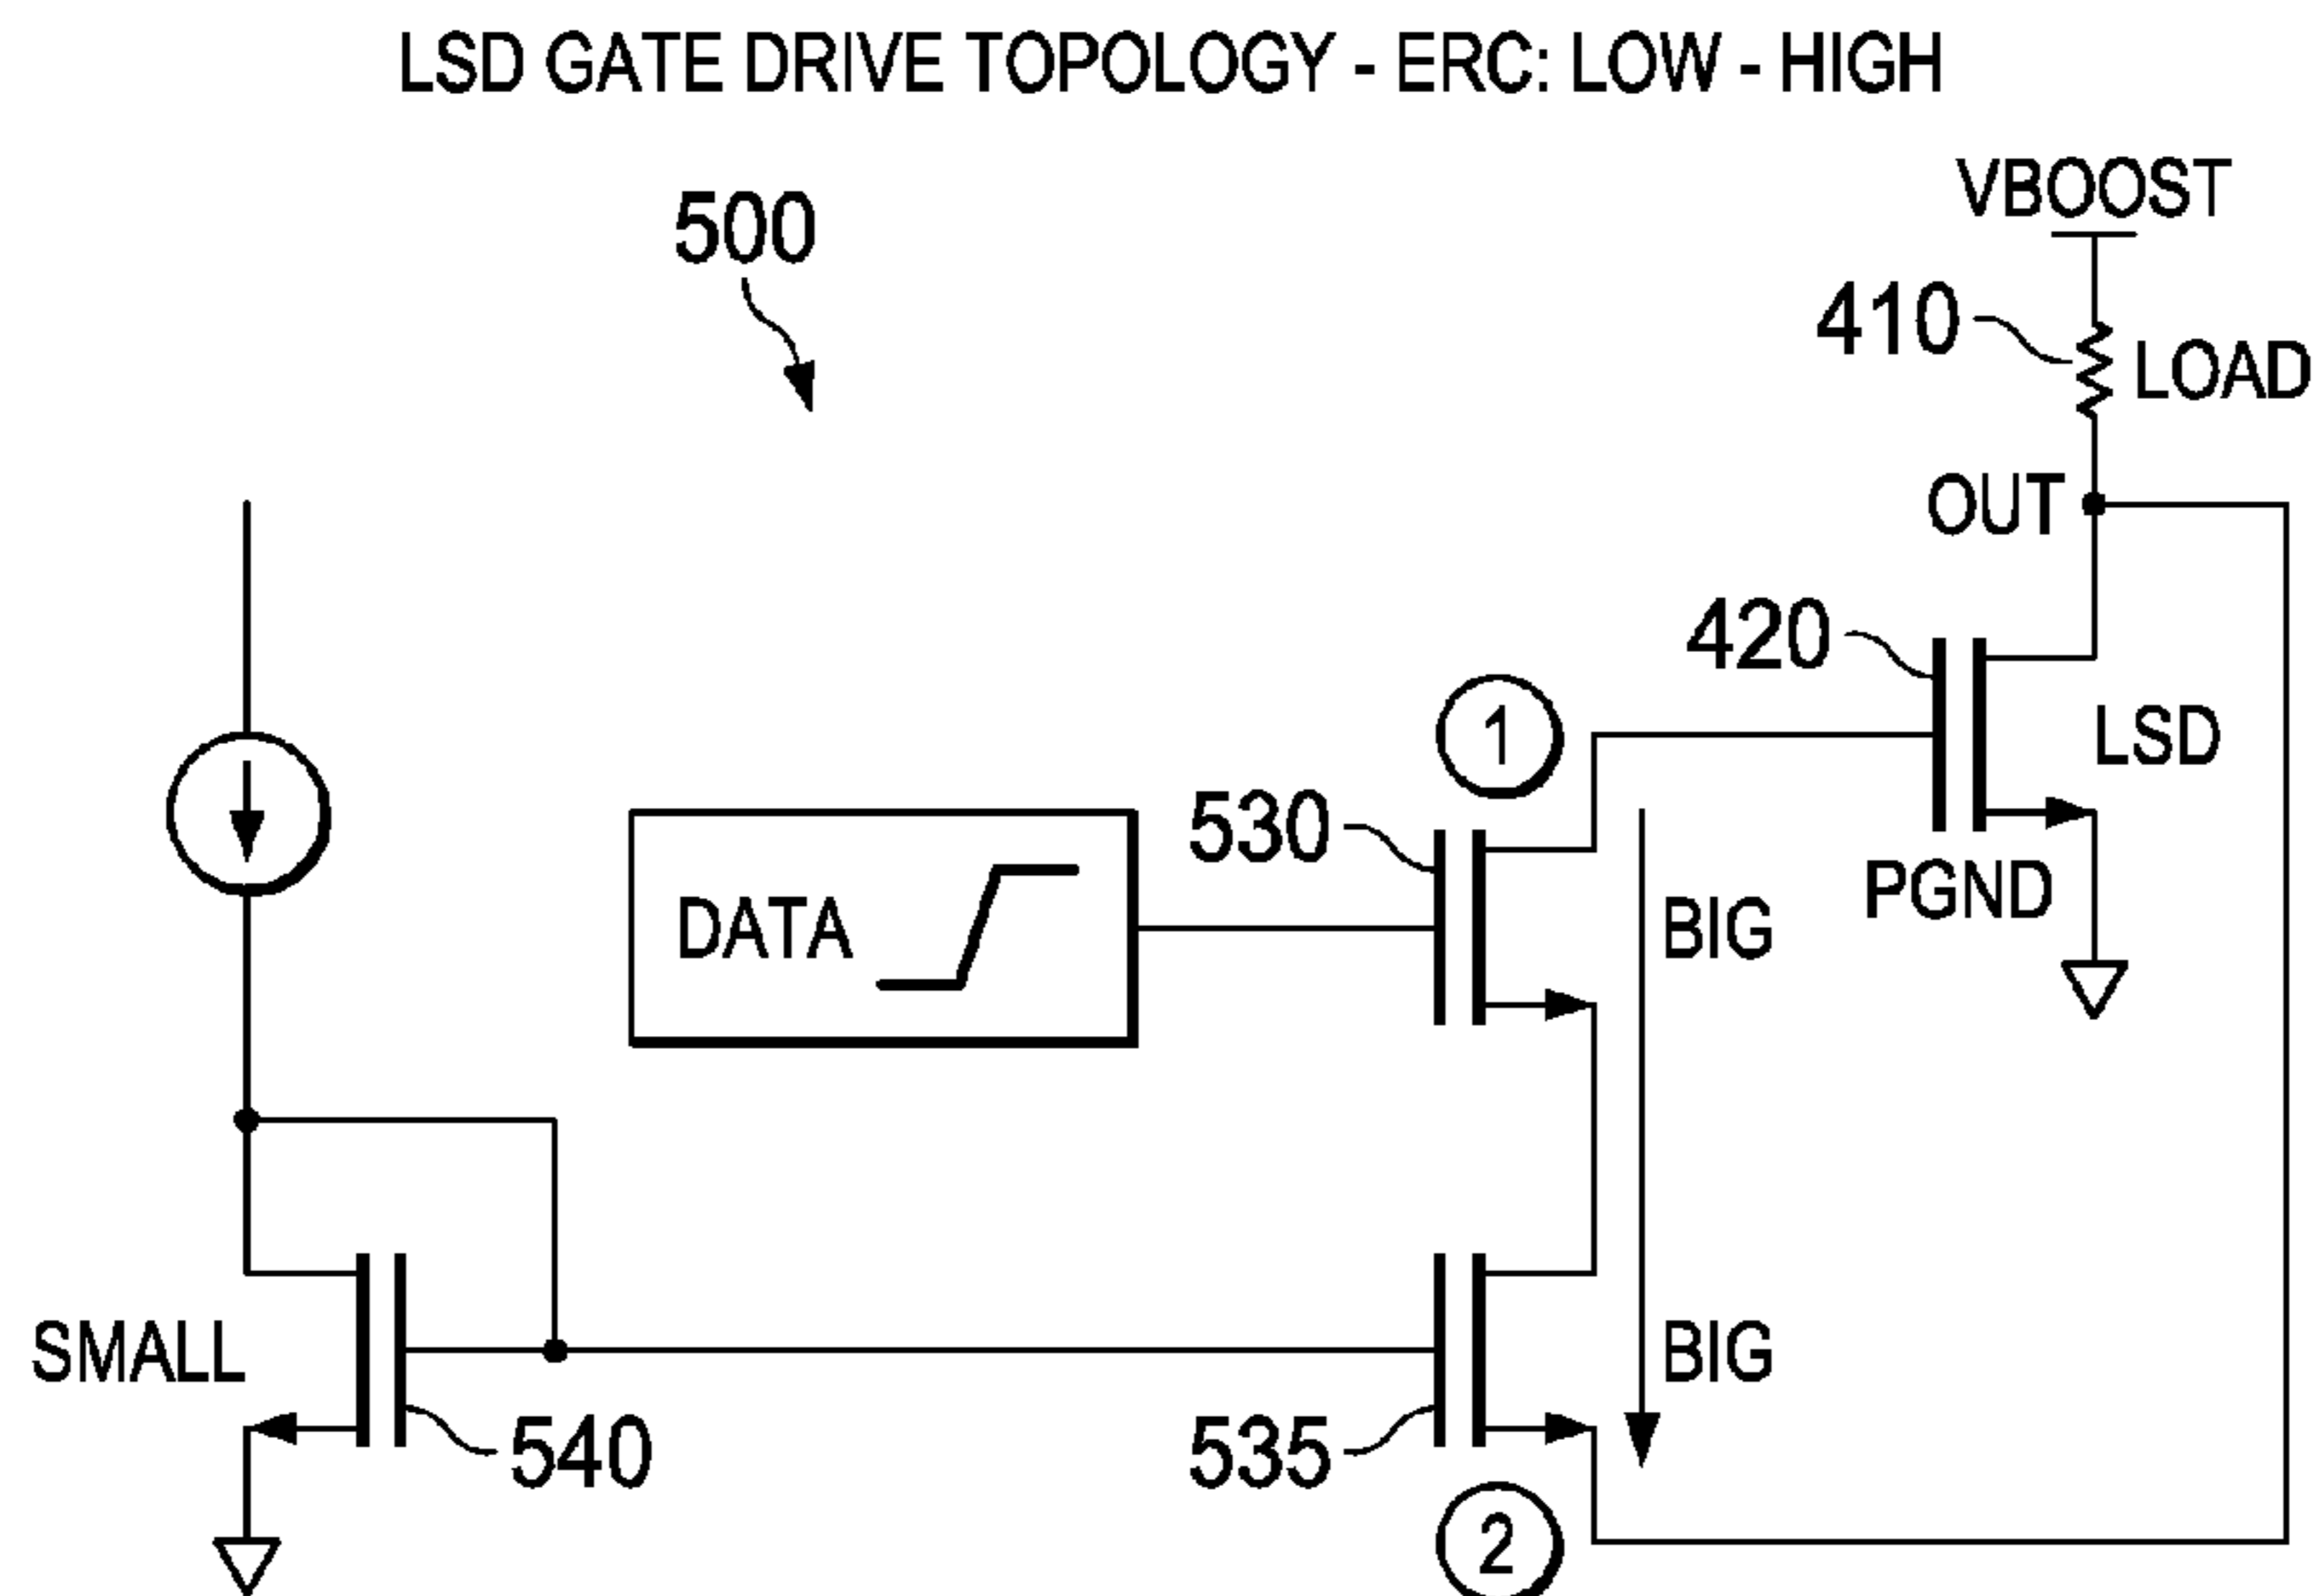 LSD GATE DRIVE TOPOLOGY - ERC: LOW - HIGH
500
VBOOST
410
LOAD
OUT
420
LSD
1
530
DATA
BIG
PGND
SMALL
540
535
BIG
2